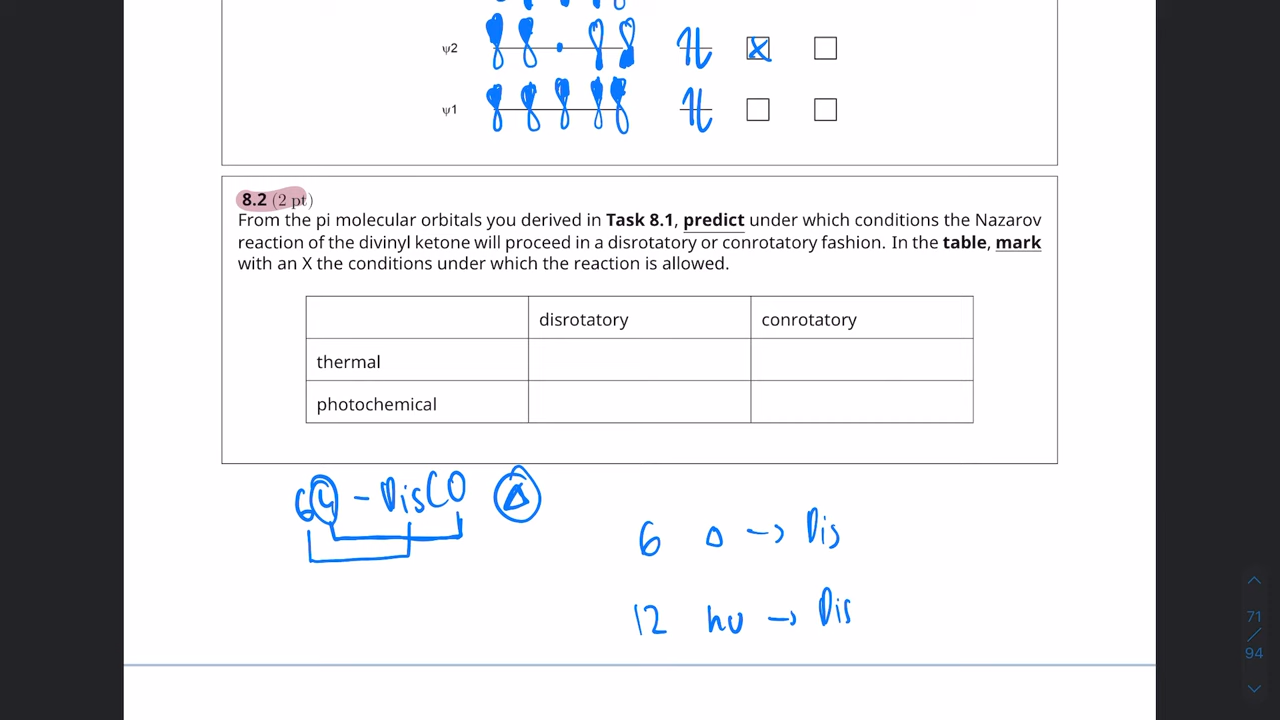 ψ2 X
ψ1
8.2 (2 pt)
From the pi molecular orbitals you derived in Task 8.1, predict under which conditions the Nazarov
reaction of the divinyl ketone will proceed in a disrotatory or conrotatory fashion. In the table, mark
with an X the conditions under which the reaction is allowed.
disrotatory conrotatory
thermal
photochemical
64 - DisCO Δ
6 Δ -> Dis
12 hν -> Dis
71
/
94